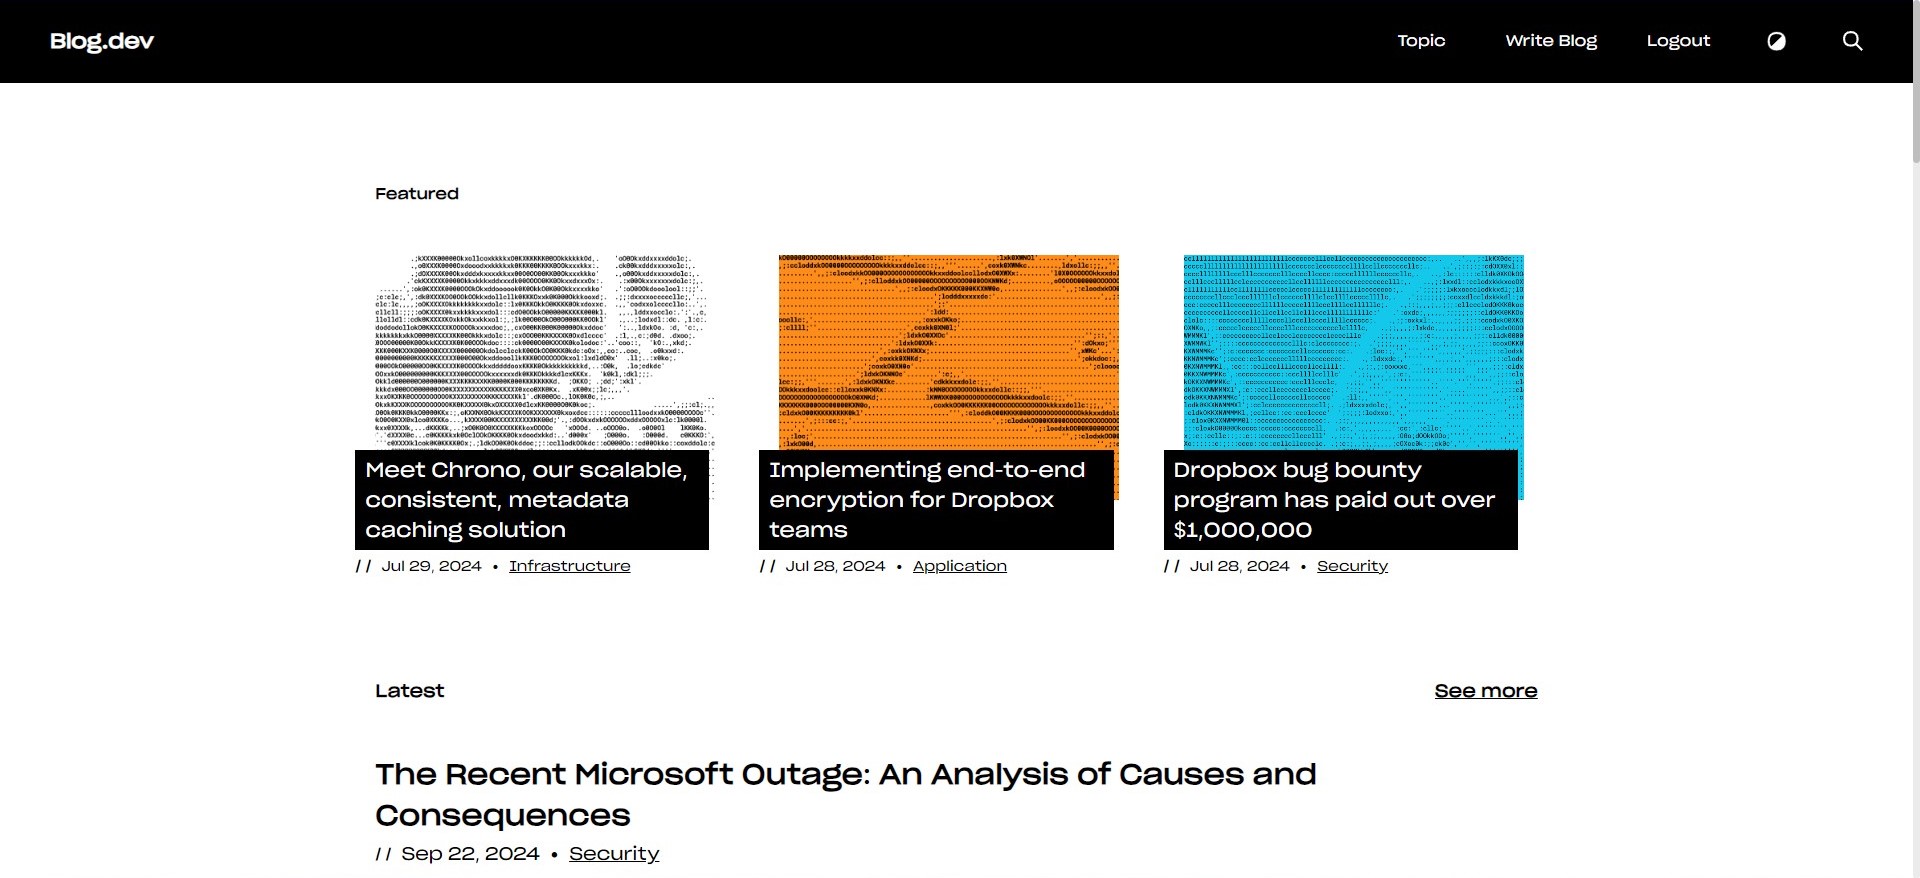 Blog.dev
Topic
Write Blog
Logout
Featured
Meet Chrono, our scalable,
consistent, metadata
caching solution
// Jul 29, 2024 • Infrastructure
Implementing end-to-end
encryption for Dropbox
teams
// Jul 28, 2024 • Application
Dropbox bug bounty
program has paid out over
$1,000,000
// Jul 28, 2024 • Security
Latest
See more
The Recent Microsoft Outage: An Analysis of Causes and
Consequences
// Sep 22, 2024 • Security